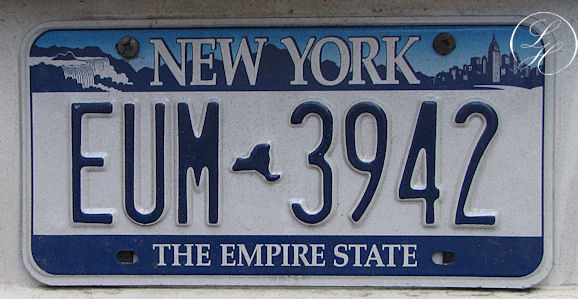 NEW YORK
EUM 3942
THE EMPIRE STATE